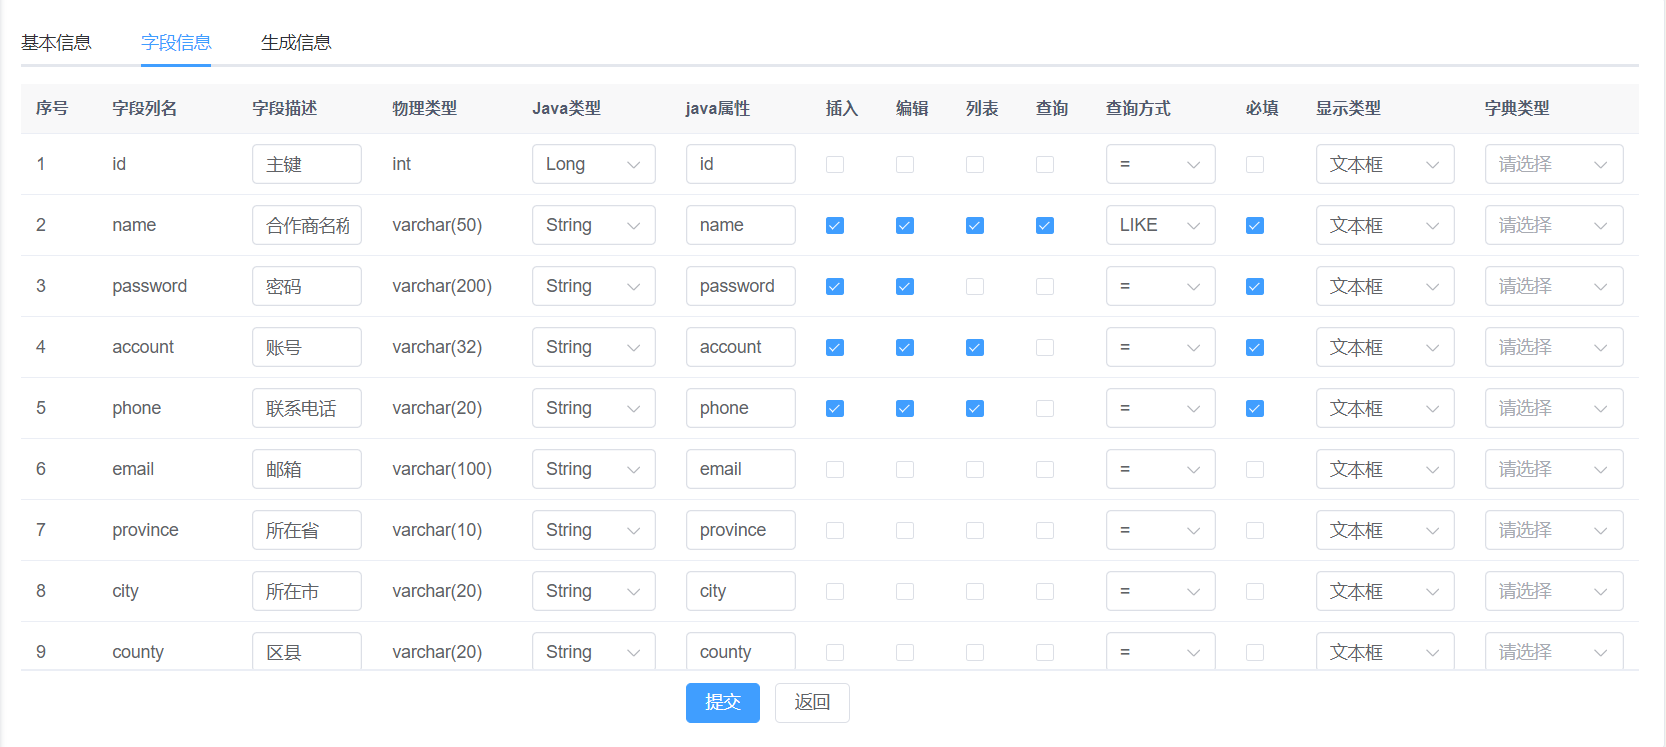 基本信息 字段信息 生成信息
序号 字段列名 字段描述 物理类型 Java类型 java属性 插入 编辑 列表 查询 查询方式 必填 显示类型 字典类型
1 id 主键 int Long id = 文本框 请选择
2 name 合作商名称 varchar(50) String name LIKE 文本框 请选择
3 password 密码 varchar(200) String password = 文本框 请选择
4 account 账号 varchar(32) String account = 文本框 请选择
5 phone 联系电话 varchar(20) String phone = 文本框 请选择
6 email 邮箱 varchar(100) String email = 文本框 请选择
7 province 所在省 varchar(10) String province = 文本框 请选择
8 city 所在市 varchar(20) String city = 文本框 请选择
9 county 区县 varchar(20) String county = 文本框 请选择
提交 返回